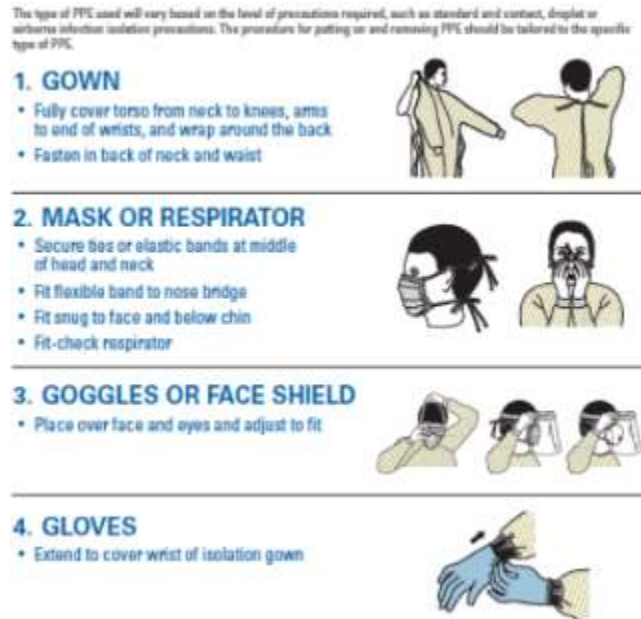 The type of PPE used will vary based on the level of precautions required, such as standard and contact, droplet or
airborne infection isolation precautions. The procedure for putting on and removing PPE should be tailored to the specific
type of PPE.
1. GOWN
• Fully cover torso from neck to knees, arms
to end of wrists, and wrap around the back
• Fasten in back of neck and waist
2. MASK OR RESPIRATOR
• Secure ties or elastic bands at middle
of head and neck
• Fit flexible band to nose bridge
• Fit snug to face and below chin
• Fit-check respirator
3. GOGGLES OR FACE SHIELD
• Place over face and eyes and adjust to fit
4. GLOVES
• Extend to cover wrist of isolation gown